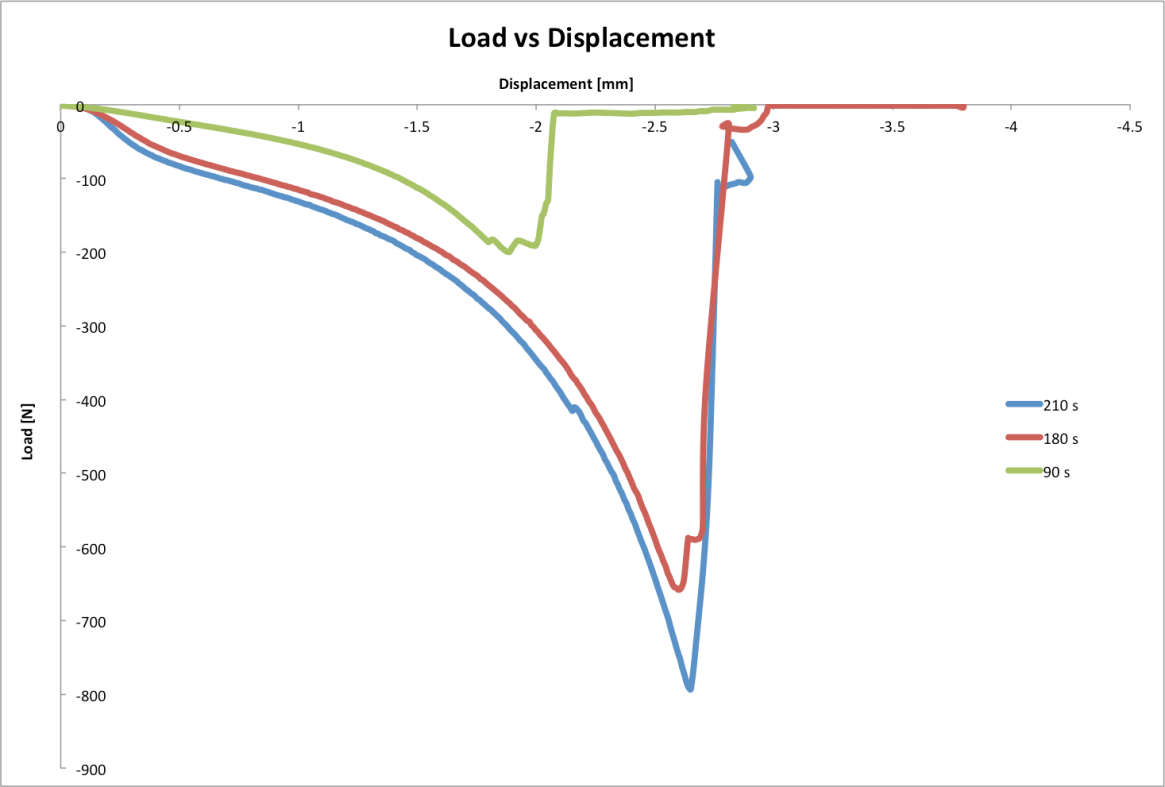 Load vs Displacement
Displacement [mm]
0
0 -0.5 -1 -1.5 -2 -2.5 -3 -3.5 -4 -4.5
-100
-200
-300
-400
-500
-600
-700
-800
-900
Load [N]
210 s
180 s
90 s